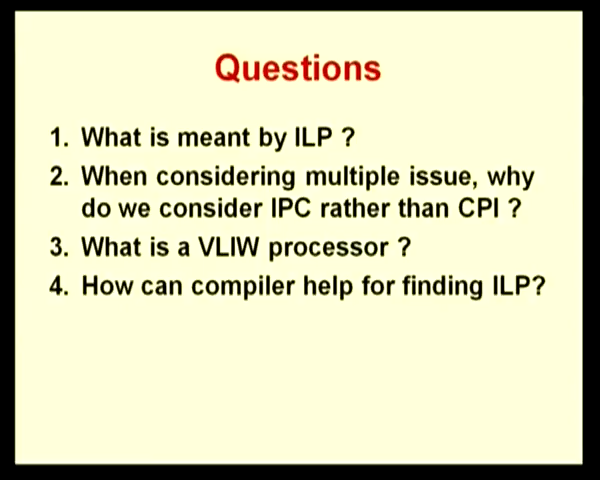 Questions
1. What is meant by ILP ?
2. When considering multiple issue, why
do we consider IPC rather than CPI ?
3. What is a VLIW processor ?
4. How can compiler help for finding ILP?